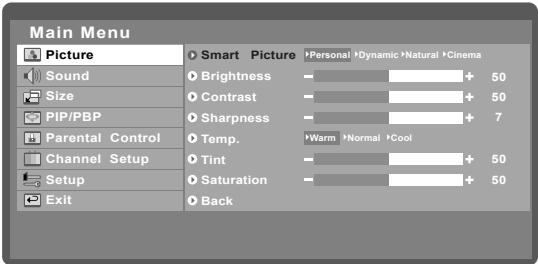 Main Menu
Picture
Sound
Size
PIP/PBP
Parental Control
Channel Setup
Setup
Exit
Smart Picture Personal Dynamic Natural Cinema
Brightness − + 50
Contrast − + 50
Sharpness − + 7
Temp. Warm Normal Cool
Tint − + 50
Saturation − + 50
Back